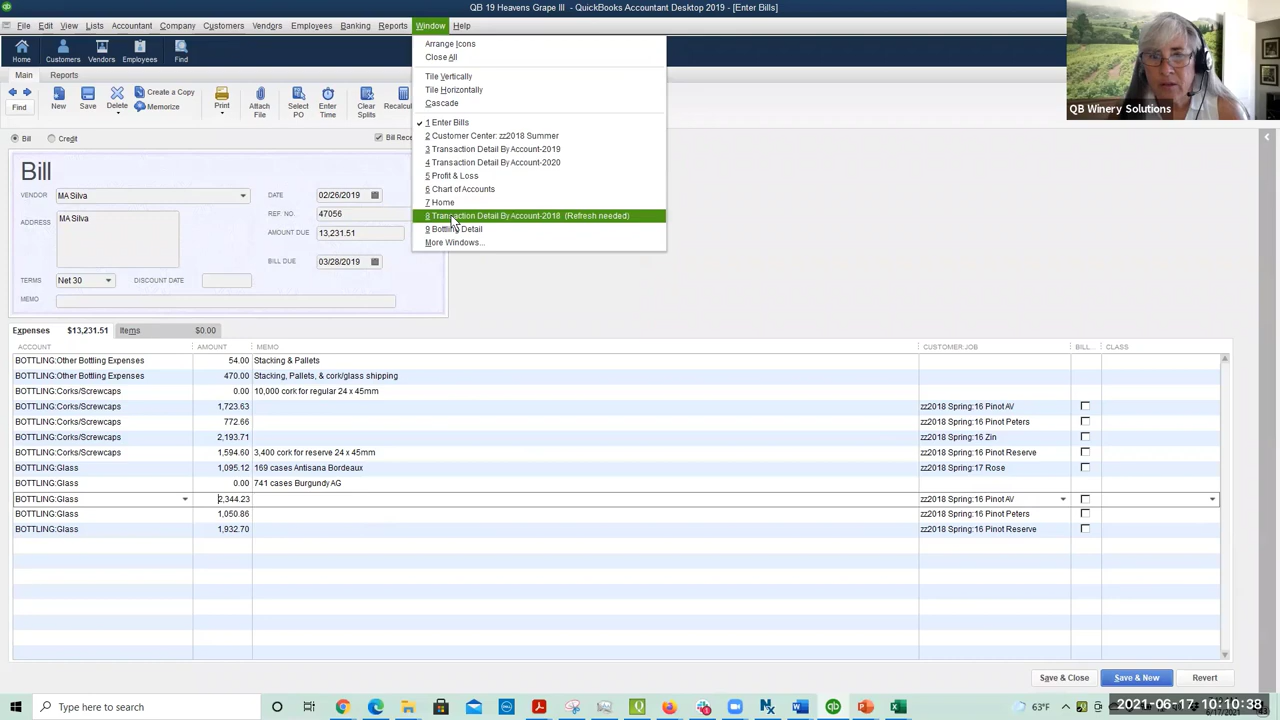 QB 19 Heavens Grape III - QuickBooks Accountant Desktop 2019 - [Enter Bills]
File Edit View Lists Accountant Company Customers Vendors Employees Banking Reports Window Help
Home Customers Vendors Employees Find
Main Reports
Find New Save Delete Create a Copy Memorize Print Attach File Select PO Enter Time Clear Splits Recalcul
Bill Credit Bill Rece
Arrange Icons
Close All
Tile Vertically
Tile Horizontally
Cascade
1 Enter Bills
2 Customer Center: zz2018 Summer
3 Transaction Detail By Account-2019
4 Transaction Detail By Account-2020
5 Profit & Loss
6 Chart of Accounts
7 Home
8 Transaction Detail By Account-2018 (Refresh needed)
9 Bottling Detail
More Windows...
QB Winery Solutions
Bill
VENDOR MA Silva DATE 02/26/2019
ADDRESS MA Silva REF. NO. 47056
AMOUNT DUE 13,231.51
BILL DUE 03/28/2019
TERMS Net 30 DISCOUNT DATE
MEMO
Expenses $13,231.51 Items $0.00
ACCOUNT AMOUNT MEMO CUSTOMER:JOB BILL... CLASS
BOTTLING:Other Bottling Expenses 54.00 Stacking & Pallets
BOTTLING:Other Bottling Expenses 470.00 Stacking, Pallets, & cork/glass shipping
BOTTLING:Corks/Screwcaps 0.00 10,000 cork for regular 24 x 45mm
BOTTLING:Corks/Screwcaps 1,723.63 zz2018 Spring:16 Pinot AV
BOTTLING:Corks/Screwcaps 772.66 zz2018 Spring:16 Pinot Peters
BOTTLING:Corks/Screwcaps 2,193.71 zz2018 Spring:16 Zin
BOTTLING:Corks/Screwcaps 1,594.60 3,400 cork for reserve 24 x 45mm zz2018 Spring:16 Pinot Reserve
BOTTLING:Glass 1,095.12 169 cases Antisana Bordeaux zz2018 Spring:17 Rose
BOTTLING:Glass 0.00 741 cases Burgundy AG
BOTTLING:Glass 2,344.23 zz2018 Spring:16 Pinot AV
BOTTLING:Glass 1,050.86 zz2018 Spring:16 Pinot Peters
BOTTLING:Glass 1,932.70 zz2018 Spring:16 Pinot Reserve
Save & Close Save & New Revert
Type here to search 63°F 2021-06-17 10:10:38